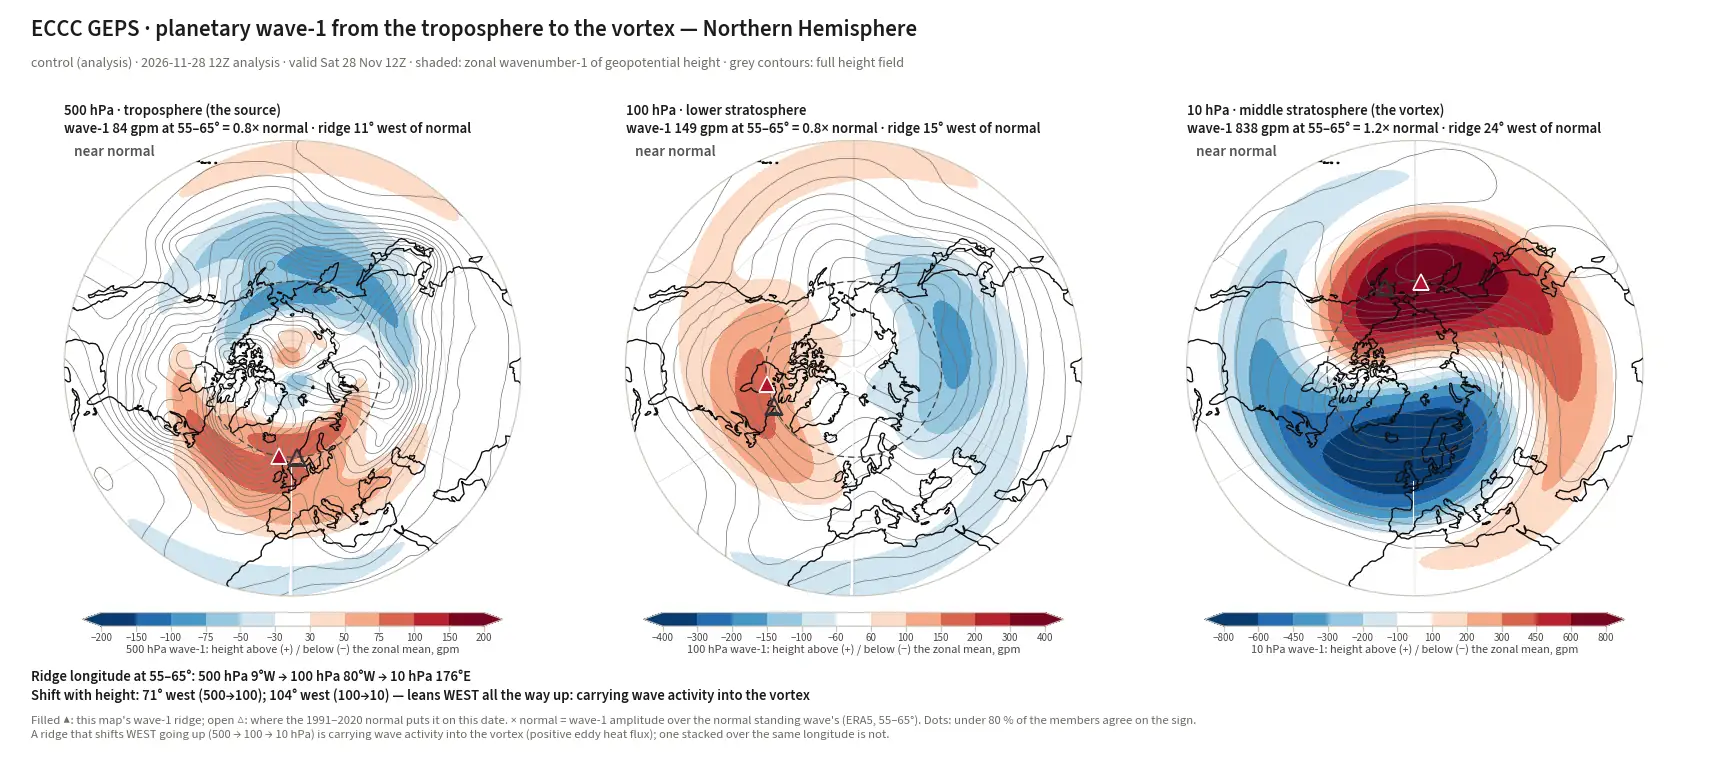 ECCC GEPS · planetary wave-1 from the troposphere to the vortex — Northern Hemisphere
control (analysis) · 2026-11-28 12Z analysis · valid Sat 28 Nov 12Z · shaded: zonal wavenumber-1 of geopotential height · grey contours: full height field
500 hPa · troposphere (the source)
wave-1 84 gpm at 55–65° = 0.8× normal · ridge 11° west of normal
near normal
100 hPa · lower stratosphere
wave-1 149 gpm at 55–65° = 0.8× normal · ridge 15° west of normal
near normal
10 hPa · middle stratosphere (the vortex)
wave-1 838 gpm at 55–65° = 1.2× normal · ridge 24° west of normal
near normal
−200 −150 −100 −75 −50 −30 30 50 75 100 150 200
500 hPa wave-1: height above (+) / below (−) the zonal mean, gpm
−400 −300 −200 −150 −100 −60 60 100 150 200 300 400
100 hPa wave-1: height above (+) / below (−) the zonal mean, gpm
−800 −600 −450 −300 −200 −100 100 200 300 450 600 800
10 hPa wave-1: height above (+) / below (−) the zonal mean, gpm
Ridge longitude at 55–65°: 500 hPa 9°W → 100 hPa 80°W → 10 hPa 176°E
Shift with height: 71° west (500→100); 104° west (100→10) — leans WEST all the way up: carrying wave activity into the vortex
Filled ▲: this map's wave-1 ridge; open △: where the 1991–2020 normal puts it on this date. × normal = wave-1 amplitude over the normal standing wave's (ERA5, 55–65°). Dots: under 80 % of the members agree on the sign.
A ridge that shifts WEST going up (500 → 100 → 10 hPa) is carrying wave activity into the vortex (positive eddy heat flux); one stacked over the same longitude is not.